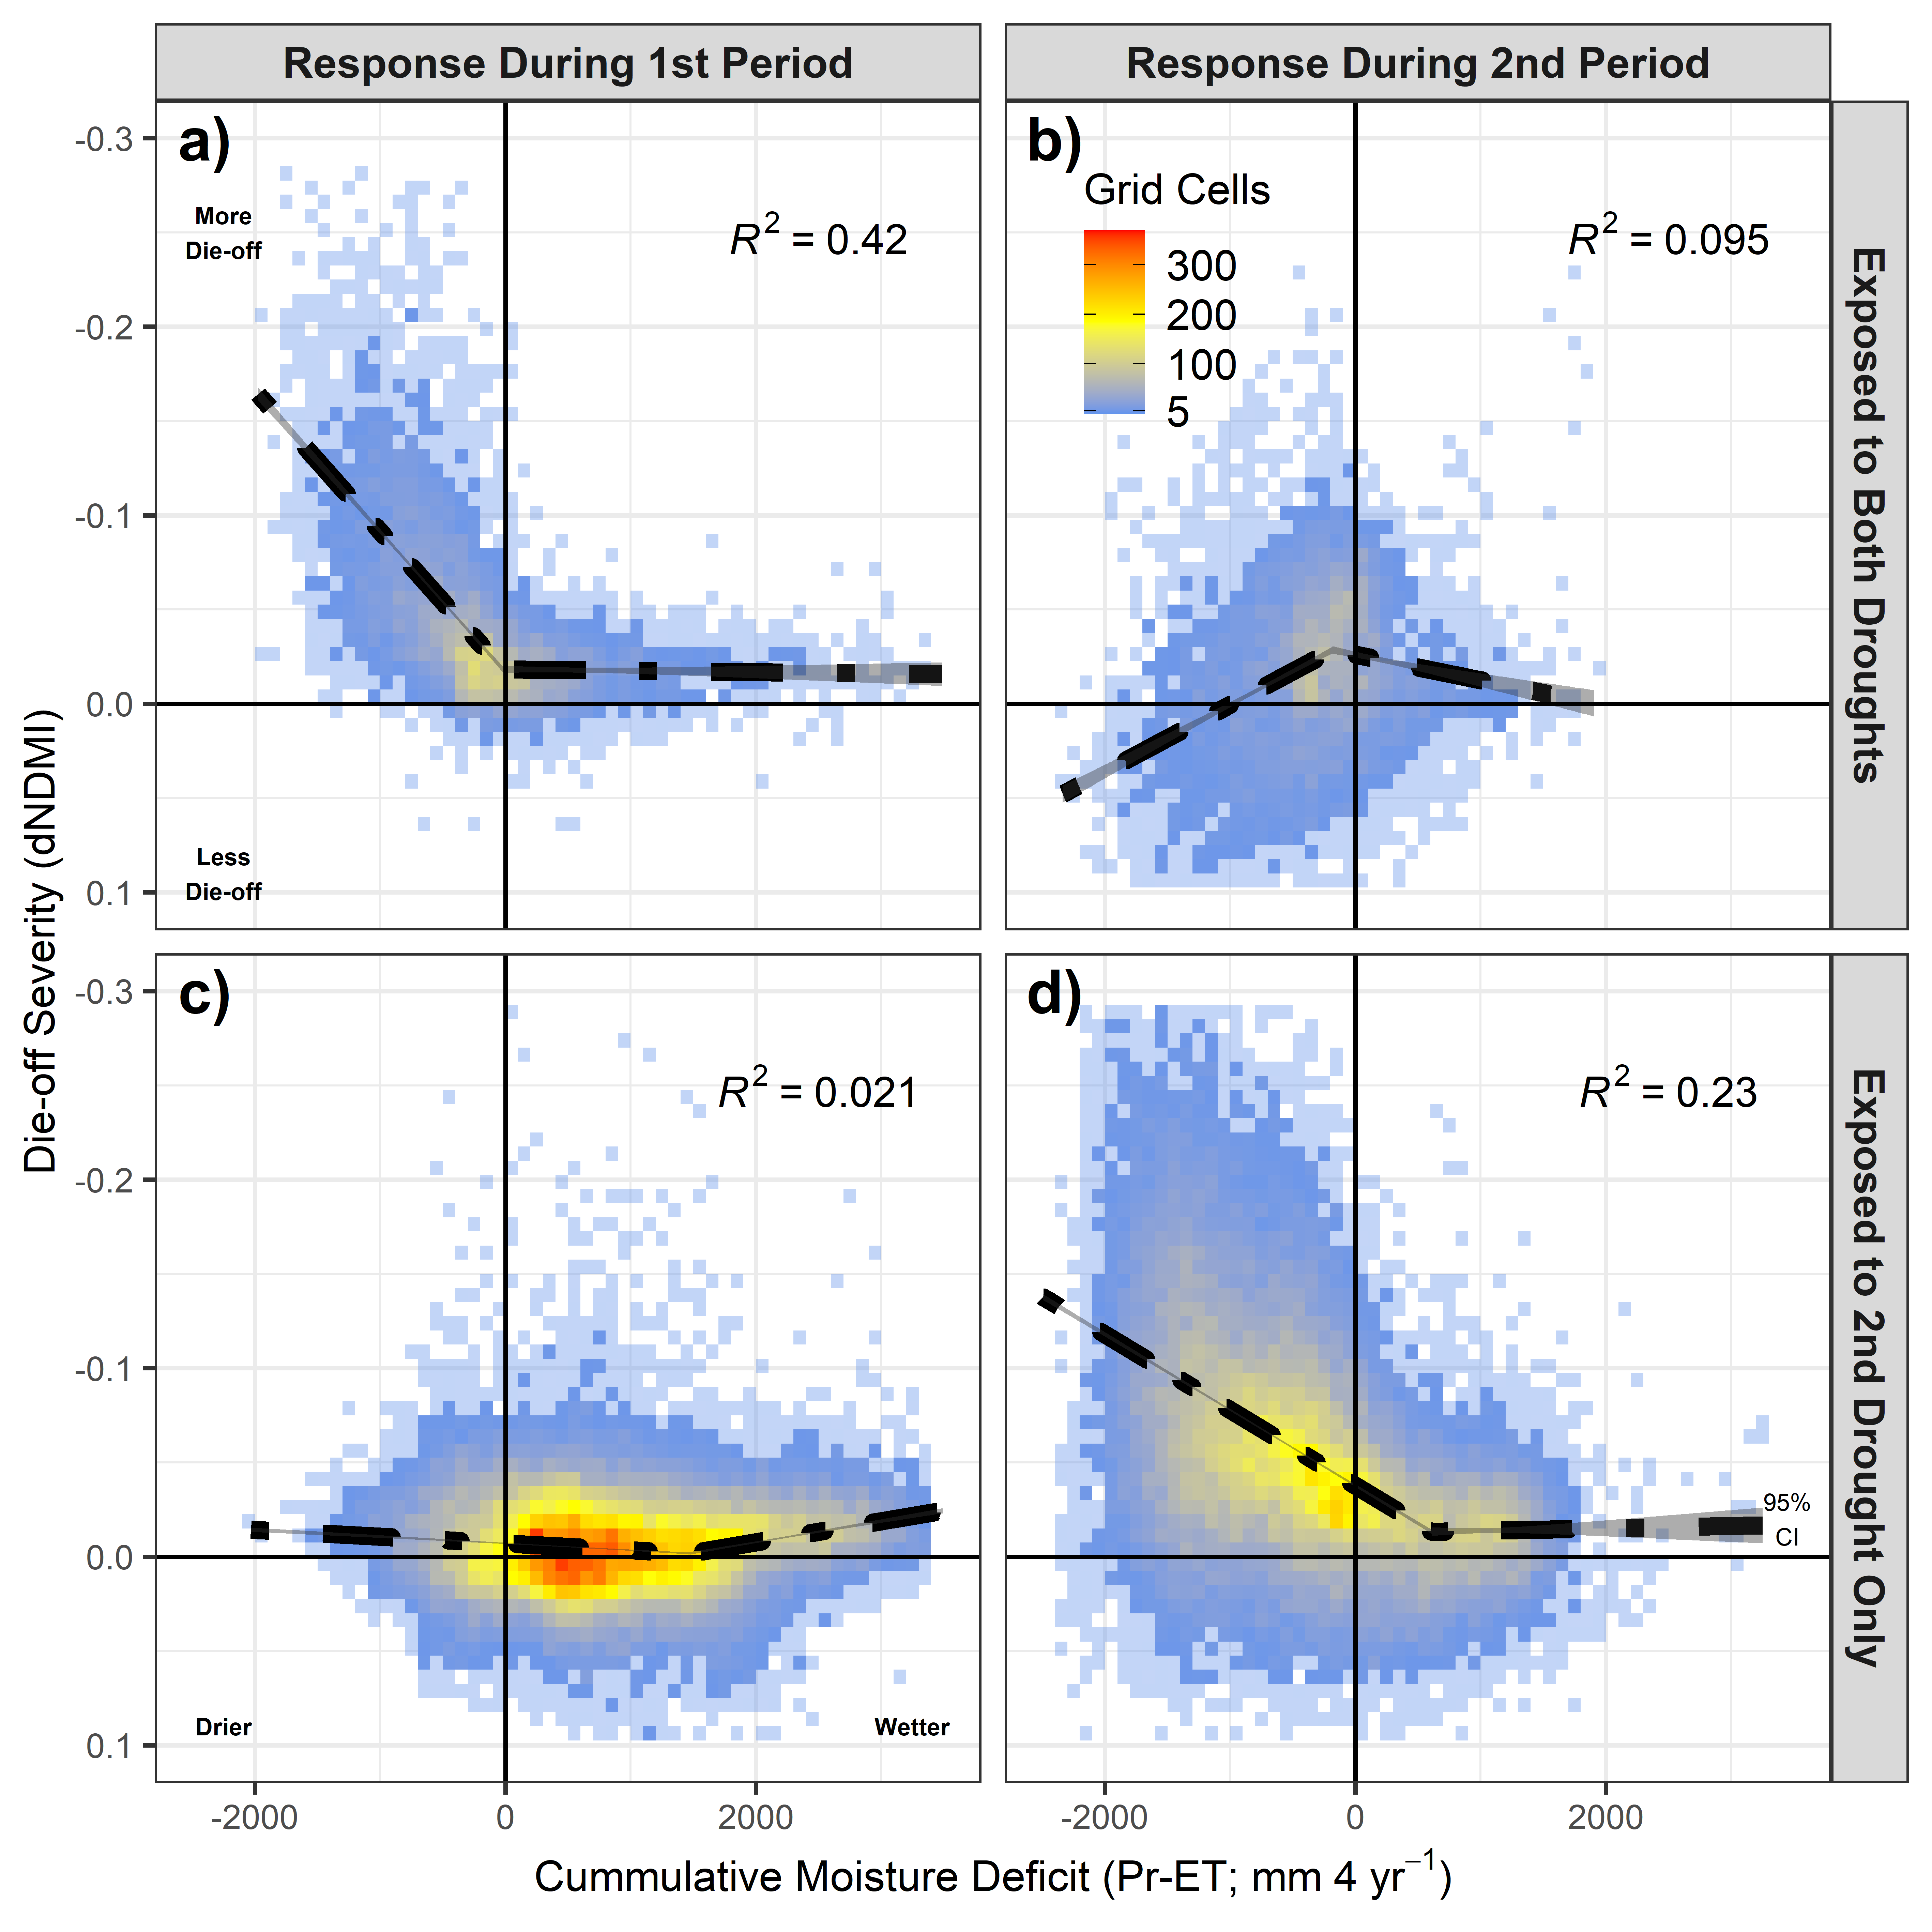 Response During 1st Period
Response During 2nd Period
a)
More
Die-off
R² = 0.42
Less
Die-off
-0.3
-0.2
-0.1
0.0
0.1
b)
Grid Cells
300
200
100
5
R² = 0.095
Exposed to Both Droughts
Die-off Severity (dNDMI)
c)
R² = 0.021
Drier
Wetter
-0.3
-0.2
-0.1
0.0
0.1
d)
R² = 0.23
95%
CI
Exposed to 2nd Drought Only
-2000
0
2000
-2000
0
2000
Cummulative Moisture Deficit (Pr-ET; mm 4 yr⁻¹)